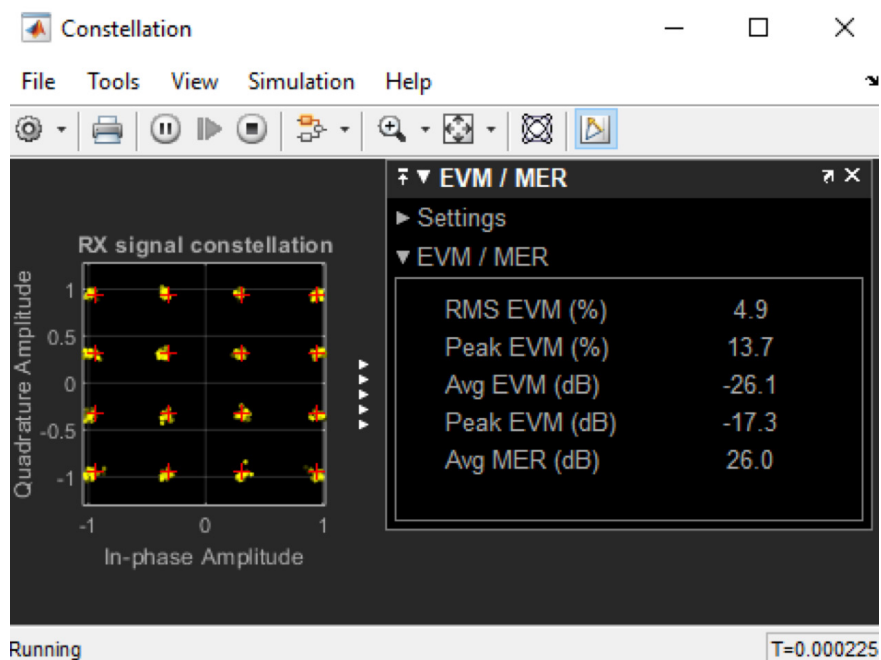 Constellation
File Tools View Simulation Help
EVM / MER
Settings
EVM / MER
RMS EVM (%) 4.9
Peak EVM (%) 13.7
Avg EVM (dB) -26.1
Peak EVM (dB) -17.3
Avg MER (dB) 26.0
RX signal constellation
Quadrature Amplitude
1
0.5
0
-0.5
-1
-1 0 1
In-phase Amplitude
Running T=0.000225